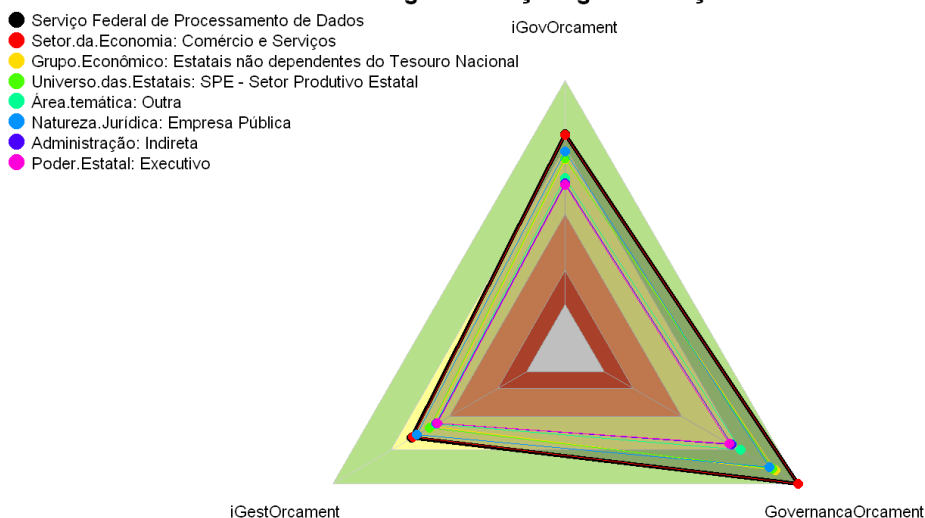 iGovOrcament
Serviço Federal de Processamento de Dados
Setor.da.Economia: Comércio e Serviços
Grupo.Econômico: Estatais não dependentes do Tesouro Nacional
Universo.das.Estatais: SPE - Setor Produtivo Estatal
Área.temática: Outra
Natureza.Jurídica: Empresa Pública
Administração: Indireta
Poder.Estatal: Executivo
iGestOrcament
GovernancaOrcament